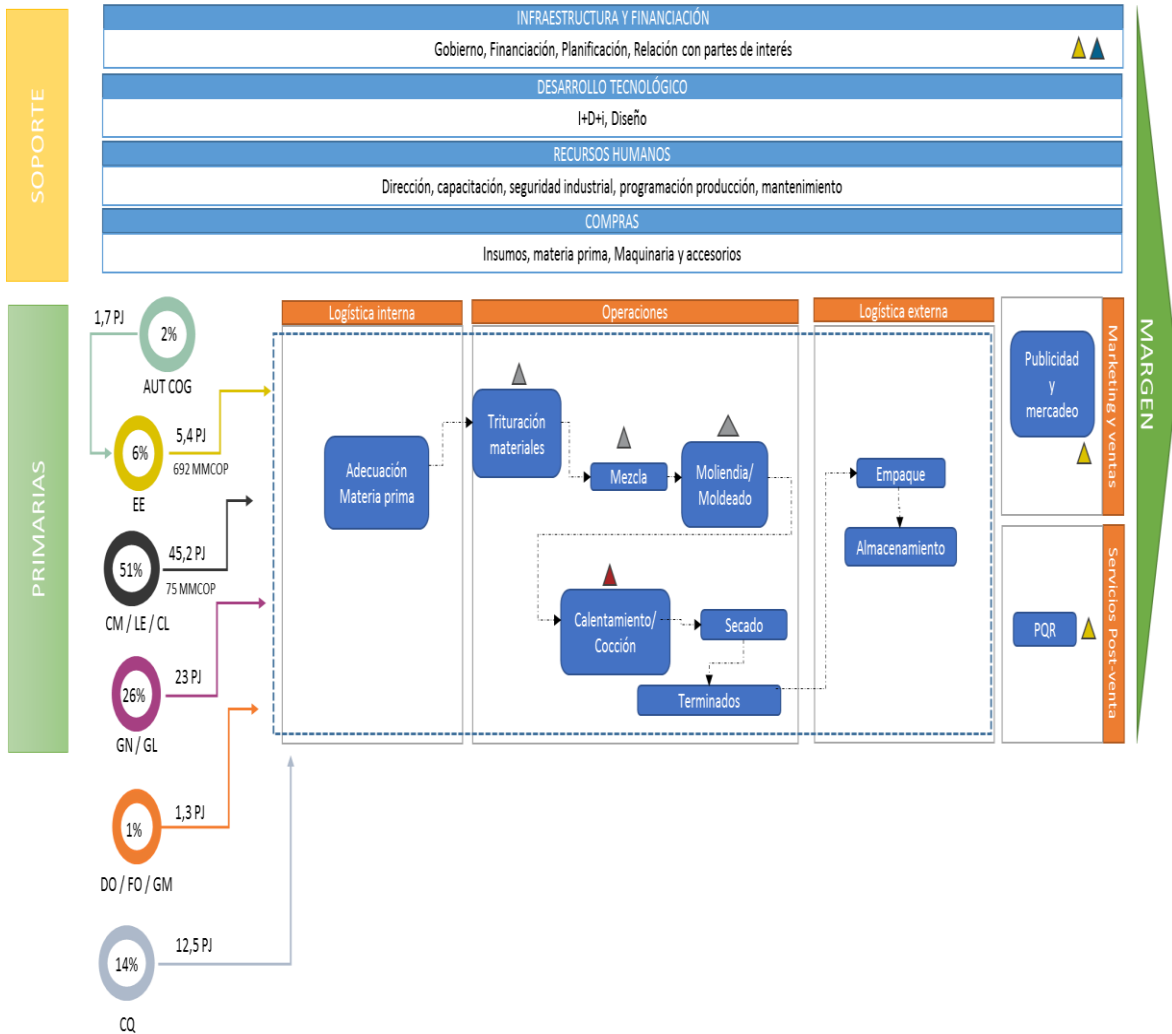 SOPORTE
INFRAESTRUCTURA Y FINANCIACIÓN
Gobierno, Financiación, Planificación, Relación con partes de interés
DESARROLLO TECNOLÓGICO
I+D+i, Diseño
RECURSOS HUMANOS
Dirección, capacitación, seguridad industrial, programación producción, mantenimiento
COMPRAS
Insumos, materia prima, Maquinaria y accesorios
MARGEN
PRIMARIAS
1,7 PJ
2%
AUT COG
6%
5,4 PJ
692 MMCOP
EE
51%
45,2 PJ
75 MMCOP
CM / LE / CL
26%
23 PJ
GN / GL
1%
1,3 PJ
DO / FO / GM
14%
12,5 PJ
CQ
Logística interna
Adecuación
Materia prima
Operaciones
Trituración
materiales
Mezcla
Moliendia/
Moldeado
Calentamiento/
Cocción
Secado
Terminados
Logística externa
Empaque
Almacenamiento
Publicidad
y
mercadeo
Marketing y ventas
PQR
Servicios Post-venta